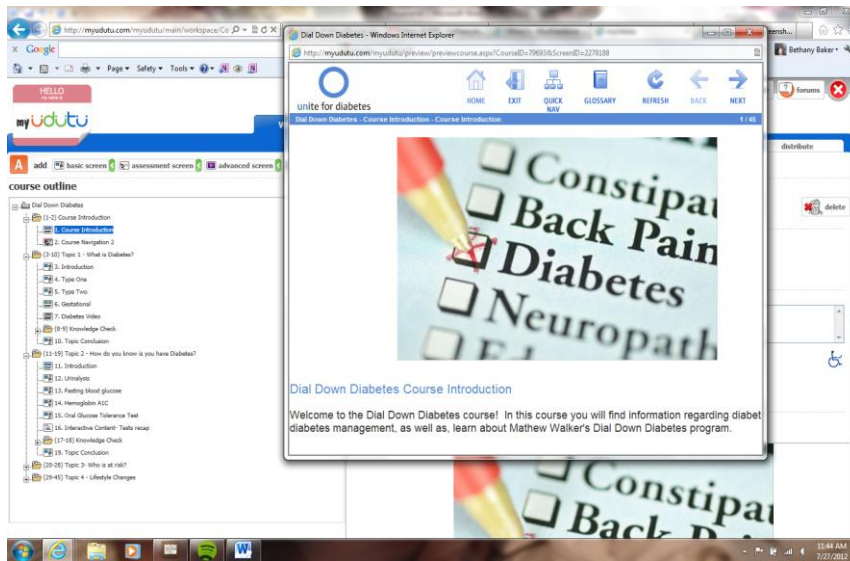 http://myudutu.com/myudutu/main/workspace/Co
Google
Page
Safety
Tools
HELLO
my udutu
add
basic screen
assessment screen
advanced screen
course outline
Dial Down Diabetes
(1-2) Course Introduction
1. Course Introduction
2. Course Navigation 2
(3-10) Topic 1 - What is Diabetes?
3. Introduction
4. Type One
5. Type Two
6. Gestational
7. Diabetes Video
(8-9) Knowledge Check
10. Topic Conclusion
(11-19) Topic 2 - How do you know is you have Diabetes?
11. Introduction
12. Urinalysis
13. Fasting blood glucose
14. Hemoglobin A1C
15. Oral Glucose Tolerance Test
16. Interactive Content- Tests recap
(17-18) Knowledge Check
19. Topic Conclusion
(20-28) Topic 3- Who is at risk?
(29-45) Topic 4 - Lifestyle Changes
Dial Down Diabetes - Windows Internet Explorer
http://myudutu.com/myudutu/preview/previewcourse.aspx?CourseID=79693&ScreenID=2278188
unite for diabetes
HOME
EXIT
QUICK NAV
GLOSSARY
REFRESH
BACK
NEXT
Dial Down Diabetes - Course Introduction - Course Introduction
1 / 45
Constipat
Back Pain
Diabetes
Neuropath
Dial Down Diabetes Course Introduction
Welcome to the Dial Down Diabetes course! In this course you will find information regarding diabet
diabetes management, as well as, learn about Mathew Walker's Dial Down Diabetes program.
Bethany Baker
forums
distribute
delete
Constipat
Back
11:44 AM
7/27/2012